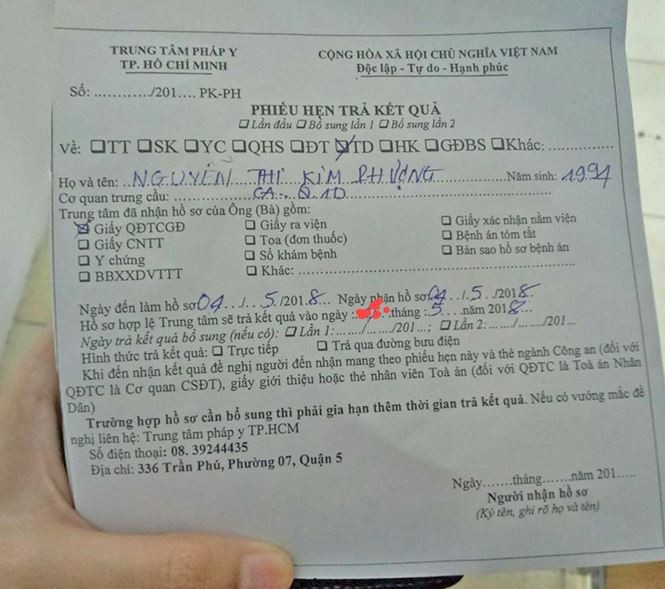 TRUNG TÂM PHÁP Y
TP. HỒ CHÍ MINH
CỘNG HÒA XÃ HỘI CHỦ NGHĨA VIỆT NAM
Độc lập - Tự do - Hạnh phúc
Số: ............/201.... PK-PH
PHIẾU HẸN TRẢ KẾT QUẢ
☐ Lần đầu ☐ Bổ sung lần 1 ☐ Bổ sung lần 2
Về: ☐TT ☐SK ☐YC ☐QHS ☐ĐT ☑TD ☐HK ☐GĐBS ☐Khác: ............
Họ và tên: NGUYỄN THỊ KIM PHƯỢNG Năm sinh: 1994
Cơ quan trưng cầu: CA. Q.1D
Trung tâm đã nhận hồ sơ của Ông (Bà) gồm:
☑ Giấy QĐTCGĐ ☐ Giấy ra viện ☐ Giấy xác nhận nằm viện
☐ Giấy CNTT ☐ Toa (đơn thuốc) ☐ Bệnh án tóm tắt
☐ Y chứng ☐ Sổ khám bệnh ☐ Bản sao hồ sơ bệnh án
☐ BBXXDVTTT ☐ Khác: ............
Ngày đến làm hồ sơ 04../..5/2018... Ngày nhận hồ sơ 04../.5../2018.
Hồ sơ hợp lệ Trung tâm sẽ trả kết quả vào ngày :.......tháng :5....năm 2018..
Ngày trả kết quả bổ sung (nếu có): ☐ Lần 1:....../....../201...; ☐ Lần 2:....../....../201...
Hình thức trả kết quả: ☐ Trực tiếp ☐ Trả qua đường bưu điện
Khi đến nhận kết quả đề nghị người đến nhận mang theo phiếu hẹn này và thẻ ngành Công an (đối với
QĐTC là Cơ quan CSĐT), giấy giới thiệu hoặc thẻ nhân viên Toà án (đối với QĐTC là Toà án Nhân
Dân)
Trường hợp hồ sơ cần bổ sung thì phải gia hạn thêm thời gian trả kết quả. Nếu có vướng mắc đề
nghị liên hệ: Trung tâm pháp y TP.HCM
Số điện thoại: 08. 39244435
Địa chỉ: 336 Trần Phú, Phường 07, Quận 5
Ngày.......tháng.......năm 201.....
Người nhận hồ sơ
(Ký tên, ghi rõ họ và tên)